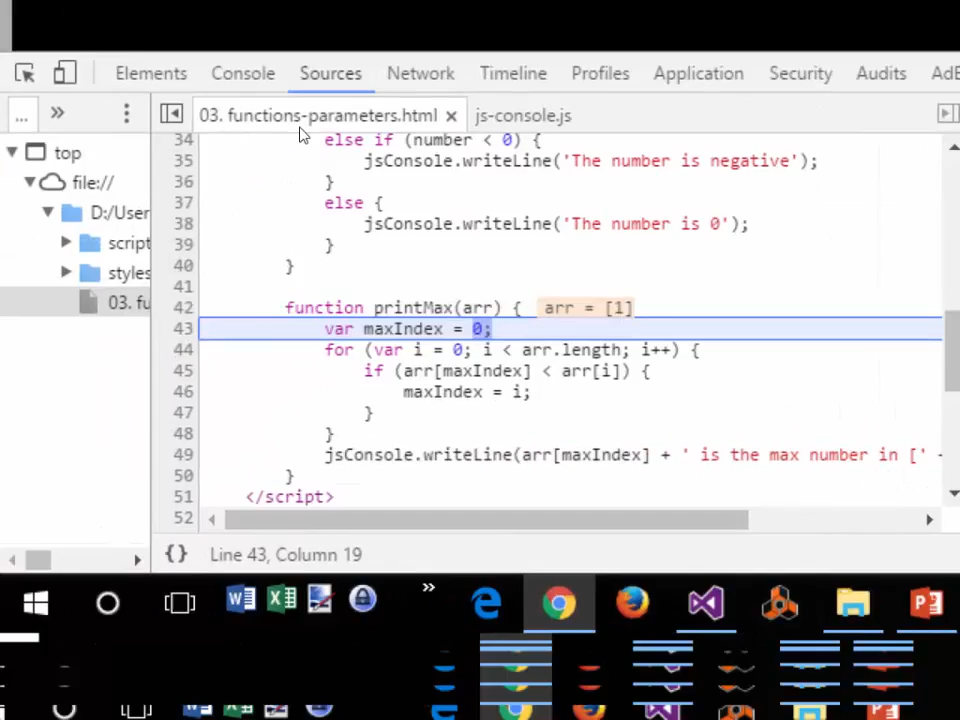 Elements Console Sources Network Timeline Profiles Application Security Audits AdB
... » 03. functions-parameters.html × js-console.js
top
file://
D:/User
script
styles
03. fu
34 else if (number < 0) {
35 jsConsole.writeLine('The number is negative');
36 }
37 else {
38 jsConsole.writeLine('The number is 0');
39 }
40 }
41
42 function printMax(arr) { arr = [1]
43 var maxIndex = 0;
44 for (var i = 0; i < arr.length; i++) {
45 if (arr[maxIndex] < arr[i]) {
46 maxIndex = i;
47 }
48 }
49 jsConsole.writeLine(arr[maxIndex] + ' is the max number in [' +
50 }
51 </script>
52
{} Line 43, Column 19